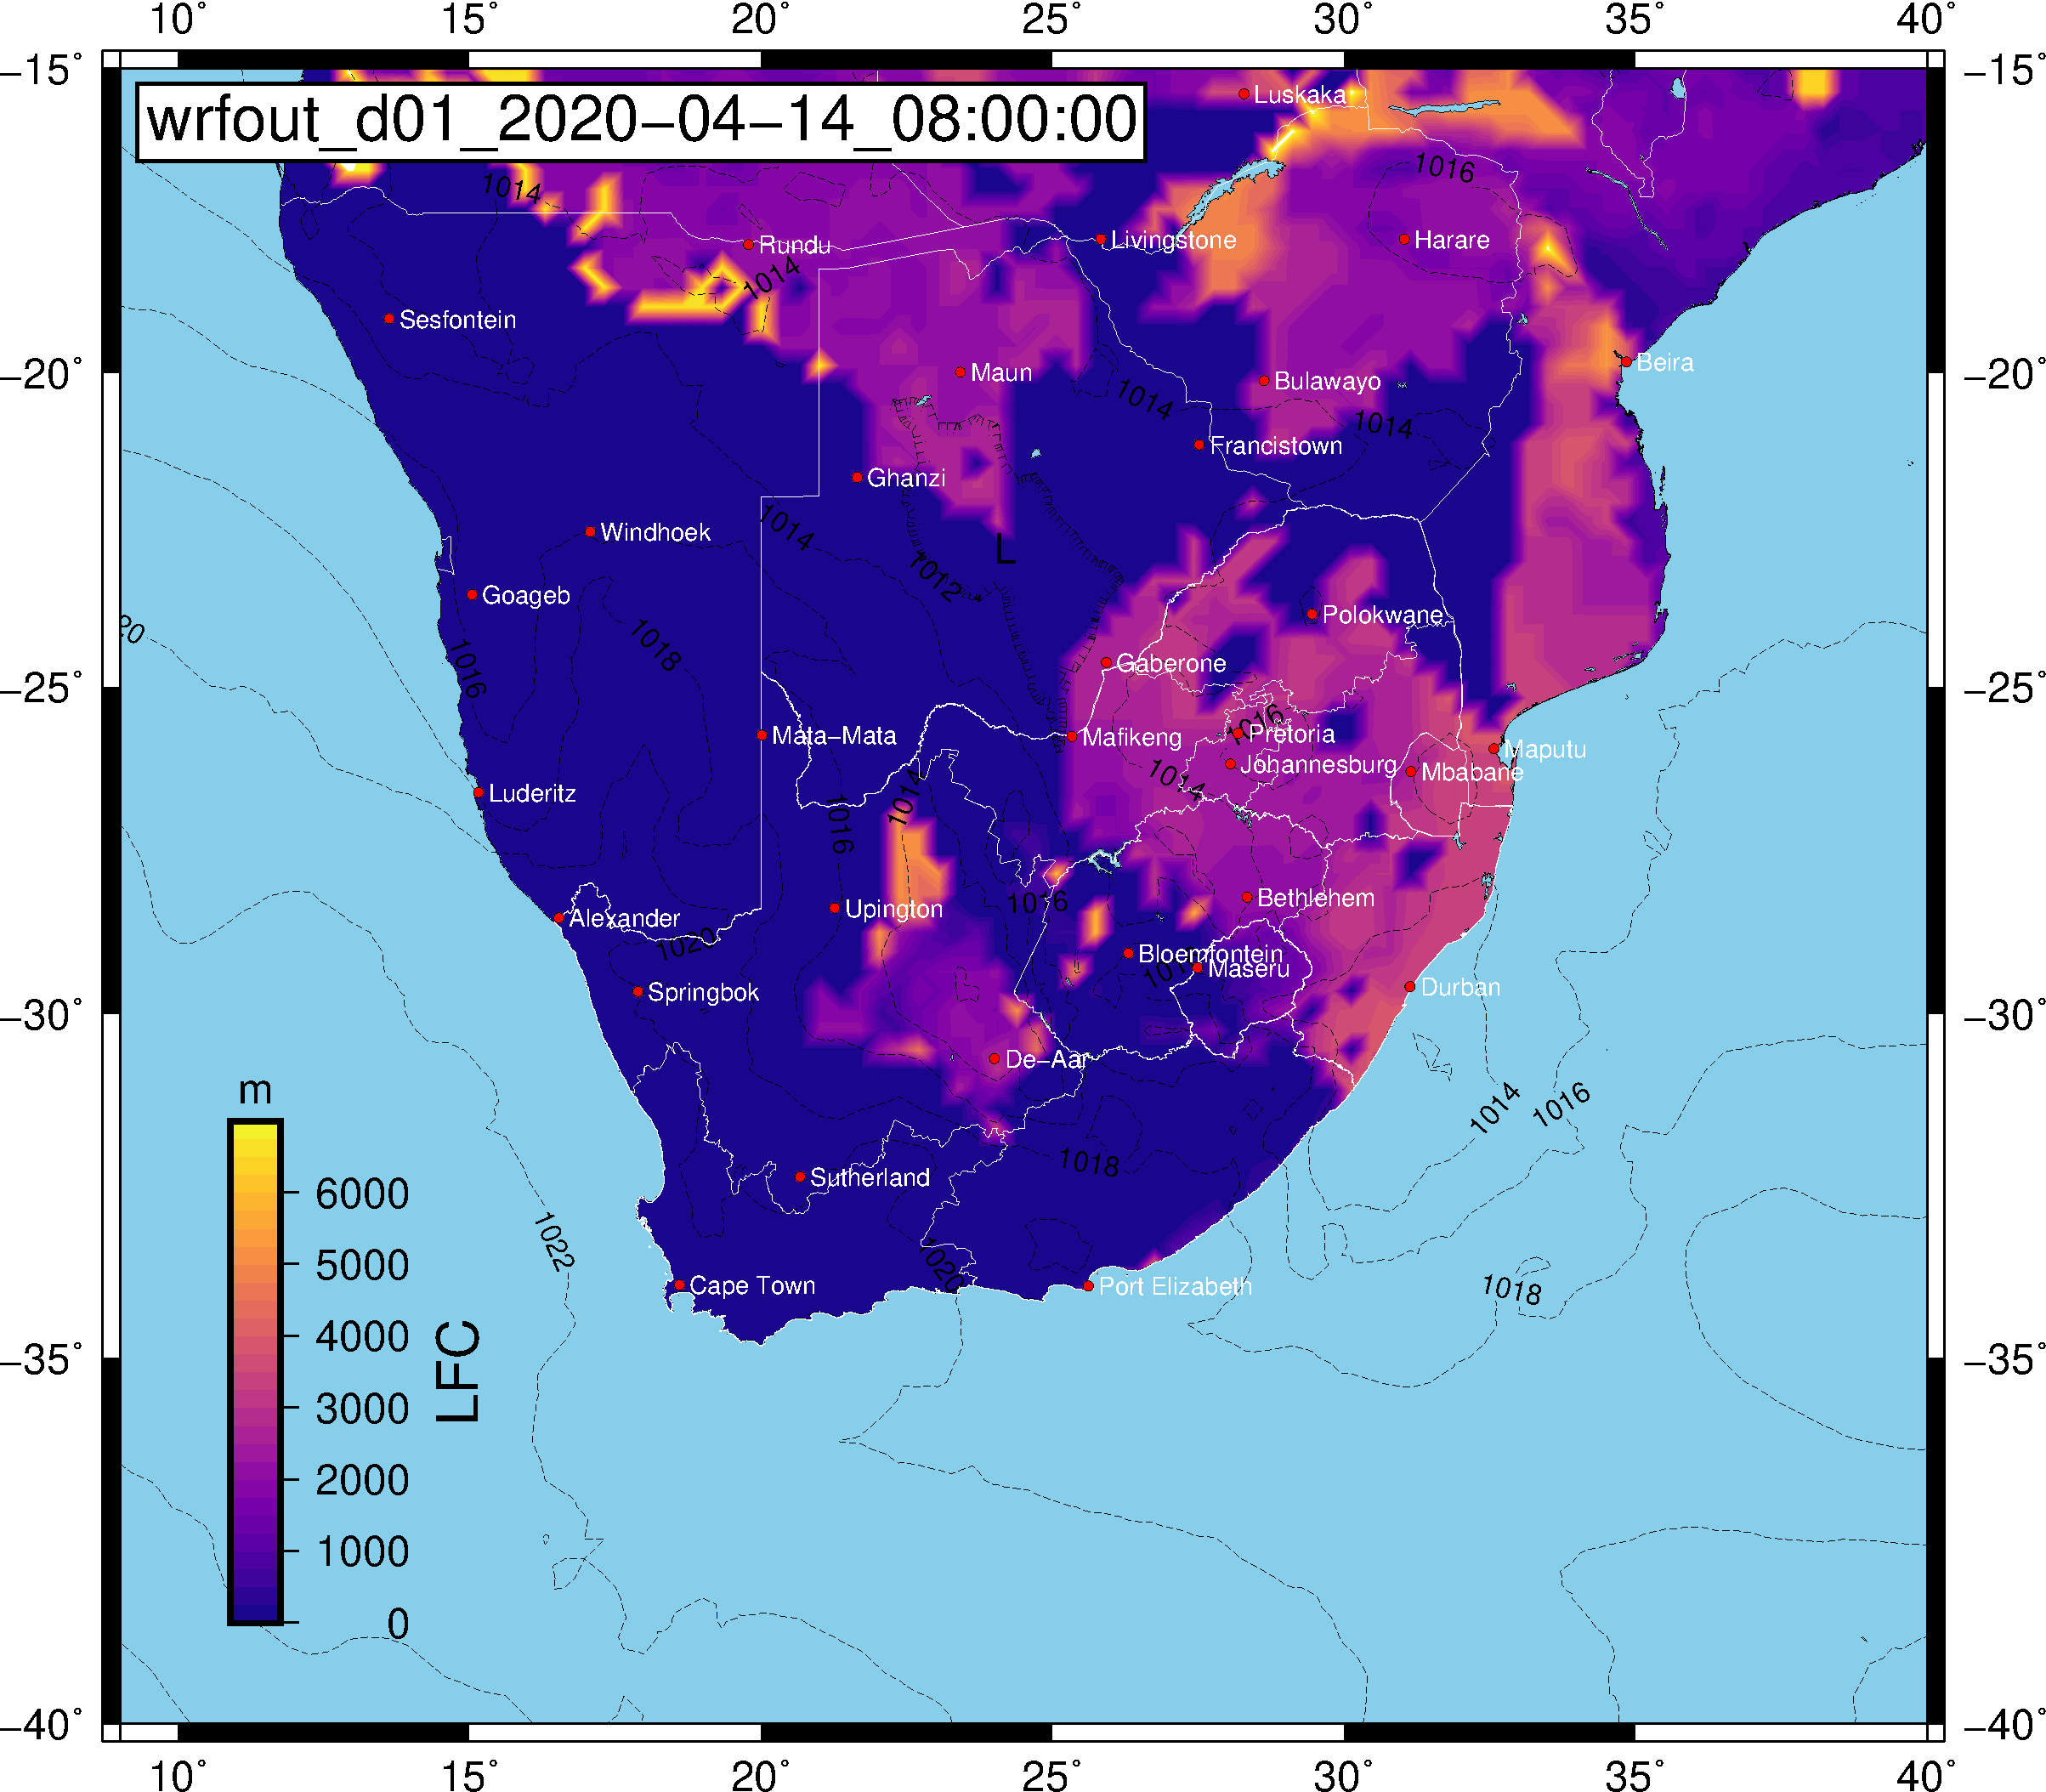 10° 15° 20° 25° 30° 35° 40°
−15° −15°
wrfout_d01_2020−04−14_08:00:00
Luskaka
1016
1014
Rundu
Livingstone
Harare
1014
Sesfontein
Beira
−20° −20°
Maun
Bulawayo
1014
1014
Francistown
Ghanzi
1014
Windhoek
L
1012
Goageb
20
Polokwane
1018
1016
Gaberone
−25° −25°
1016
Mata−Mata
Mafikeng
Pretoria
Maputu
Johannesburg
Mbabane
1014
Luderitz
1014
1016
Bethlehem
1016
Upington
Alexander
1020
Bloemfontein
Maseru
Springbok
Durban
−30° −30°
De−Aar
m
1014
1016
1018
Sutherland
6000
1022
5000
1020
Cape Town
Port Elizabeth
1018
4000
LFC
−35° −35°
3000
2000
1000
0
−40° −40°
10° 15° 20° 25° 30° 35° 40°